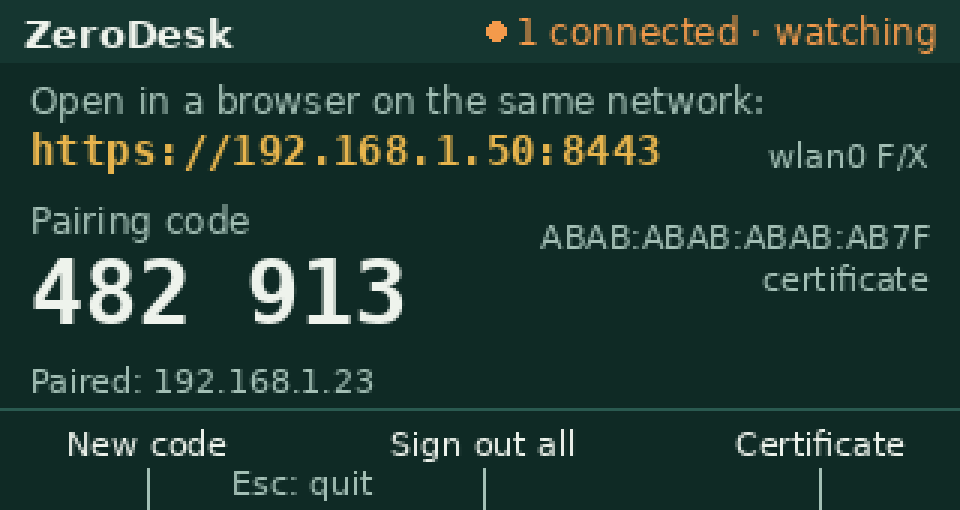 ZeroDesk
1 connected · watching
Open in a browser on the same network:
https://192.168.1.50:8443
wlan0 F/X
Pairing code
ABAB:ABAB:ABAB:AB7F
482 913
certificate
Paired: 192.168.1.23
New code
Sign out all
Certificate
Esc: quit